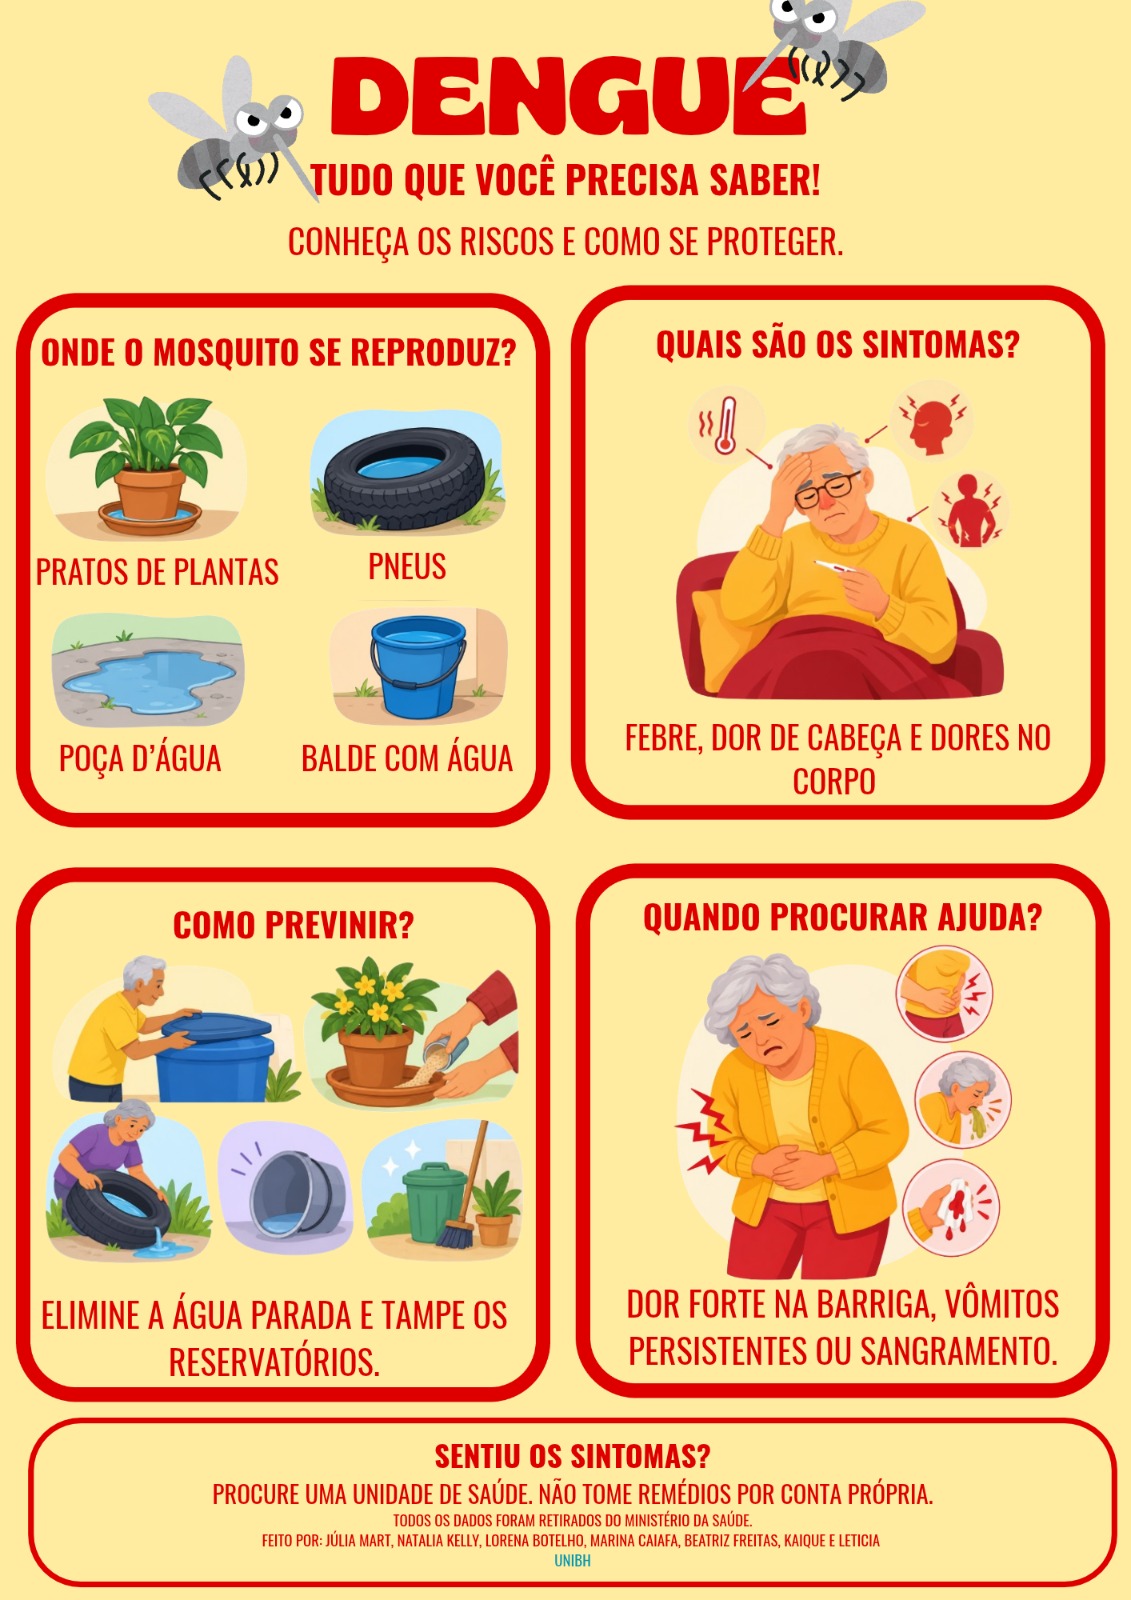 DENGUE
TUDO QUE VOCÊ PRECISA SABER!
CONHEÇA OS RISCOS E COMO SE PROTEGER.
ONDE O MOSQUITO SE REPRODUZ?
PRATOS DE PLANTAS
PNEUS
POÇA D'ÁGUA
BALDE COM ÁGUA
QUAIS SÃO OS SINTOMAS?
FEBRE, DOR DE CABEÇA E DORES NO
CORPO
COMO PREVINIR?
ELIMINE A ÁGUA PARADA E TAMPE OS
RESERVATÓRIOS.
QUANDO PROCURAR AJUDA?
DOR FORTE NA BARRIGA, VÔMITOS
PERSISTENTES OU SANGRAMENTO.
SENTIU OS SINTOMAS?
PROCURE UMA UNIDADE DE SAÚDE. NÃO TOME REMÉDIOS POR CONTA PRÓPRIA.
TODOS OS DADOS FORAM RETIRADOS DO MINISTÉRIO DA SAÚDE.
FEITO POR: JÚLIA MART, NATALIA KELLY, LORENA BOTELHO, MARINA CAIAFA, BEATRIZ FREITAS, KAIQUE E LETICIA
UNIBH